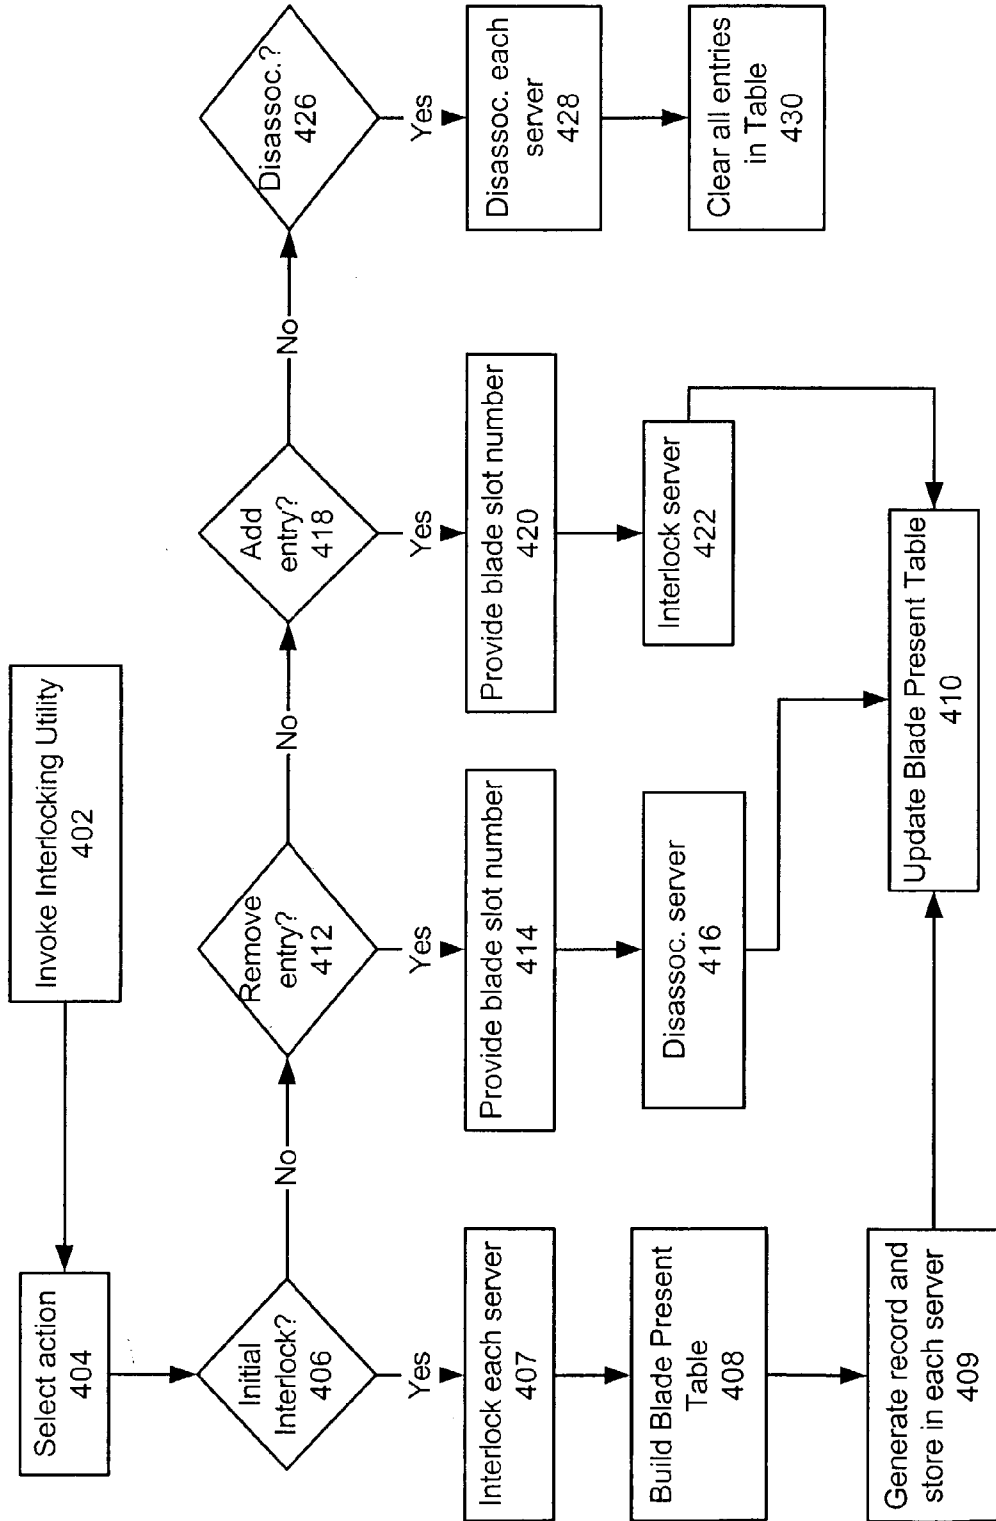 Invoke Interlocking Utility
402
Select action
404
Initial
Interlock?
406
No
Yes
Interlock each server
407
Build Blade Present
Table
408
Generate record and
store in each server
409
Remove
entry?
412
No
Yes
Provide blade slot number
414
Disassoc. server
416
Add
entry?
418
No
Yes
Provide blade slot number
420
Interlock server
422
Update Blade Present Table
410
Disassoc.?
426
Yes
Disassoc. each
server
428
Clear all entries
in Table
430